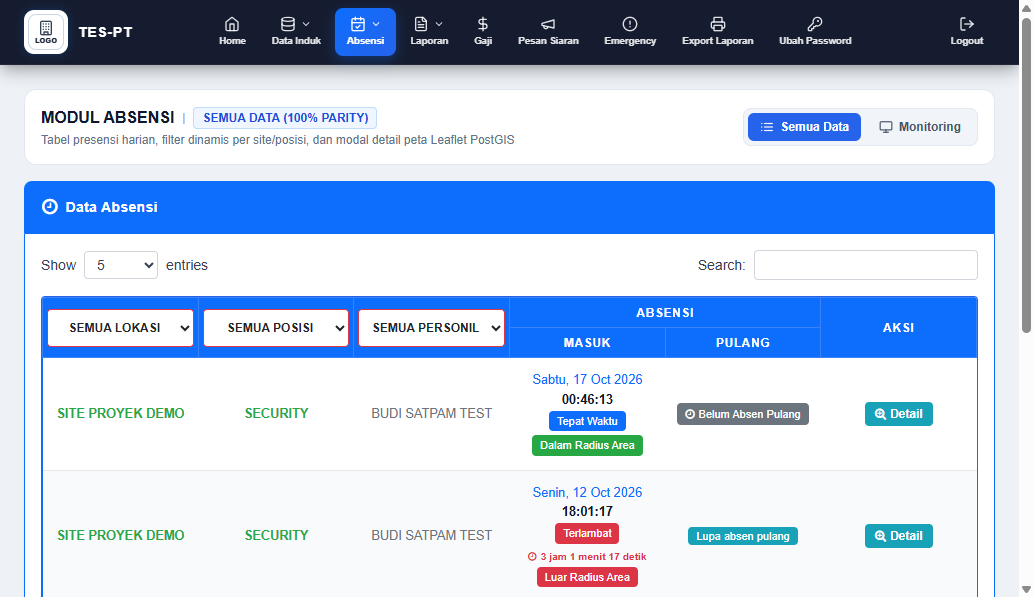 LOGO
TES-PT
Home
Data Induk
Absensi
Laporan
Gaji
Pesan Siaran
Emergency
Export Laporan
Ubah Password
Logout
MODUL ABSENSI | SEMUA DATA (100% PARITY)
Tabel presensi harian, filter dinamis per site/posisi, dan modal detail peta Leaflet PostGIS
Semua Data
Monitoring
Data Absensi
Show 5 entries
Search:
SEMUA LOKASI
SEMUA POSISI
SEMUA PERSONIL
ABSENSI
MASUK
PULANG
AKSI
SITE PROYEK DEMO
SECURITY
BUDI SATPAM TEST
Sabtu, 17 Oct 2026
00:46:13
Tepat Waktu
Dalam Radius Area
Belum Absen Pulang
Detail
SITE PROYEK DEMO
SECURITY
BUDI SATPAM TEST
Senin, 12 Oct 2026
18:01:17
Terlambat
3 jam 1 menit 17 detik
Luar Radius Area
Lupa absen pulang
Detail